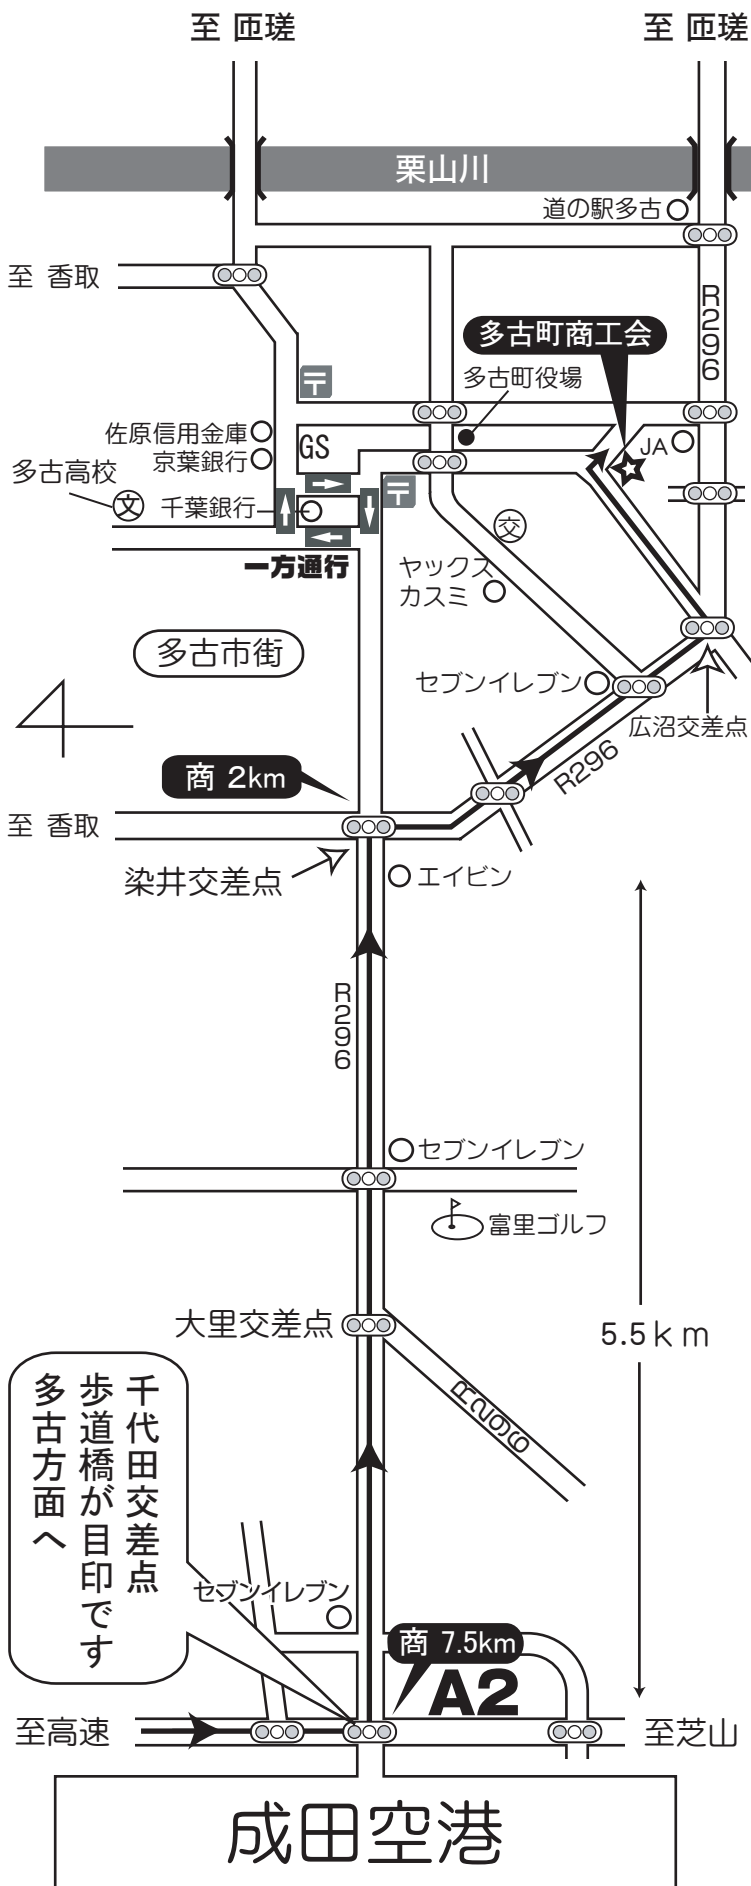 至 匝瑳
至 匝瑳
栗山川
道の駅多古
至 香取
R296
多古町商工会
〒
多古町役場
佐原信用金庫
GS
JA
京葉銀行
多古高校
文
千葉銀行
〒
交
一方通行
ヤックス
カスミ
多古市街
セブンイレブン
広沼交差点
R296
商 2km
至 香取
染井交差点
エイビン
R296
セブンイレブン
富里ゴルフ
大里交差点
5.5km
R296
千代田交差点
歩道橋が目印です
多古方面へ
セブンイレブン
商 7.5km
A2
至高速
至芝山
成田空港